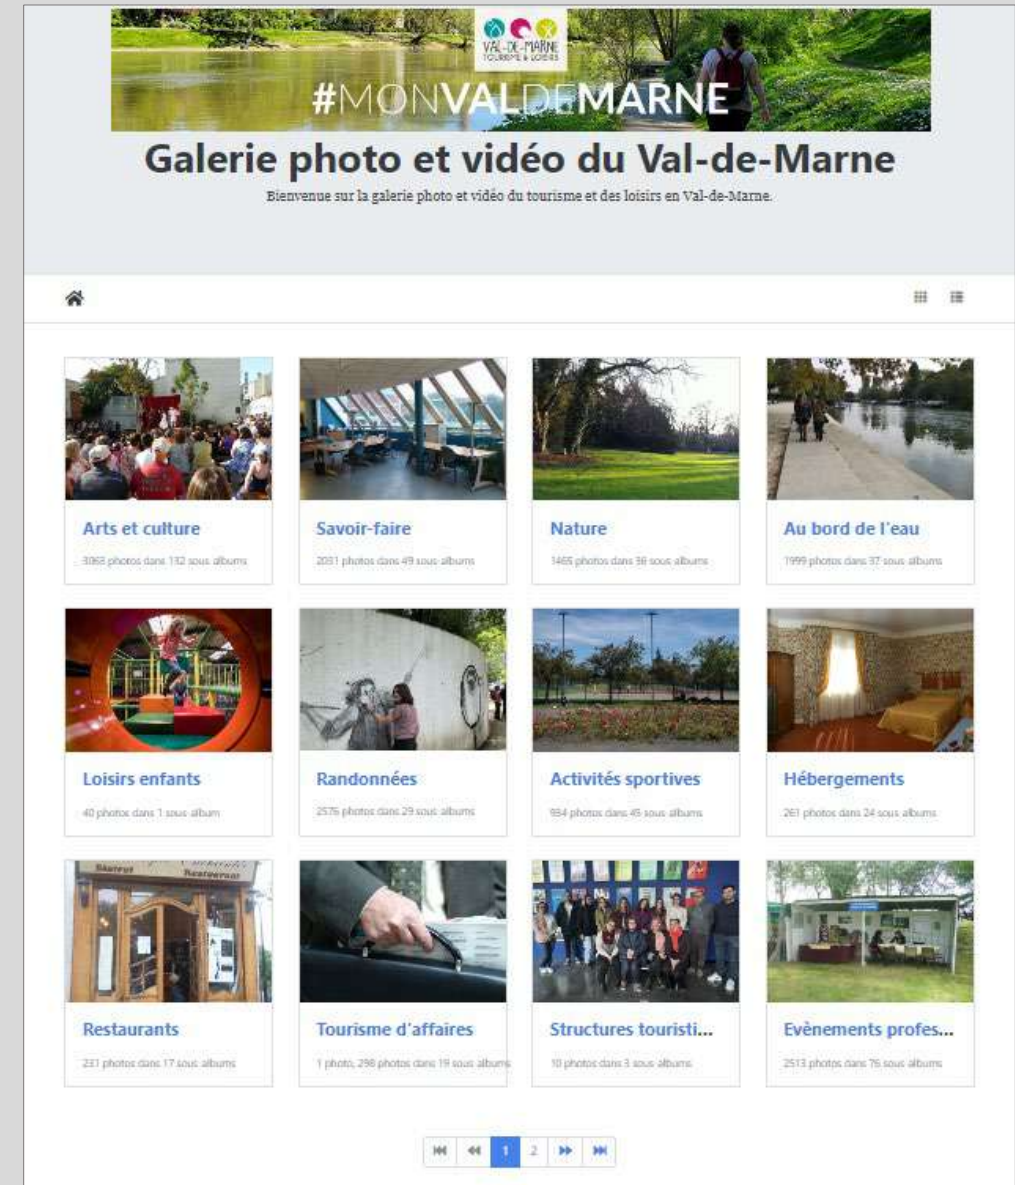 VAL-DE-MARNE
TOURISME & LOISIRS
#MONVALDEMARNE
Galerie photo et vidéo du Val-de-Marne
Bienvenue sur la galerie photo et vidéo du tourisme et des loisirs en Val-de-Marne.
Arts et culture
Savoir-faire
Nature
Au bord de l'eau
3063 photos dans 132 sous albums
2031 photos dans 49 sous albums
1465 photos dans 38 sous albums
1999 photos dans 37 sous albums
Loisirs enfants
Randonnées
Activités sportives
Hébergements
40 photos dans 1 sous album
2576 photos dans 29 sous albums
934 photos dans 45 sous albums
261 photos dans 24 sous albums
Restaurant
Restaurants
Tourisme d'affaires
Structures touristi...
Evènements profes...
231 photos dans 17 sous albums
1 photo, 298 photos dans 19 sous albums
10 photos dans 3 sous albums
2513 photos dans 76 sous albums
1 2